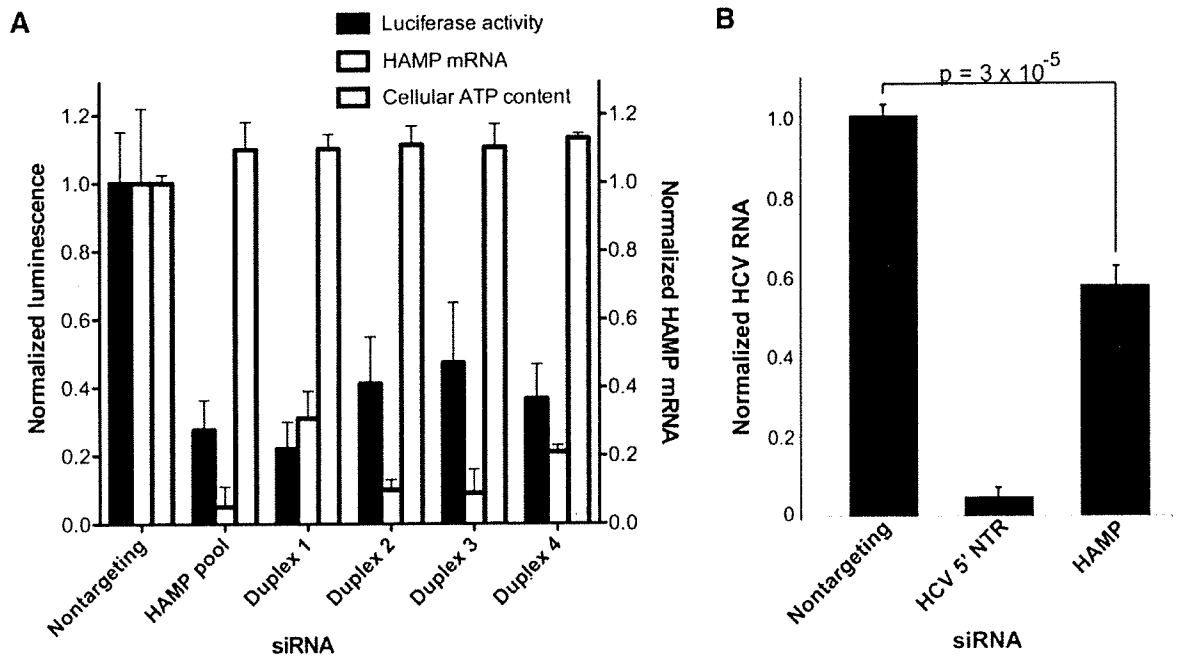 A
Luciferase activity
HAMP mRNA
Cellular ATP content
Normalized luminescence
1.2
1.0
0.8
0.6
0.4
0.2
0.0
1.2
1.0
0.8
0.6
0.4
0.2
0.0
Normalized HAMP mRNA
Nontargeting
HAMP pool
Duplex 1
Duplex 2
Duplex 3
Duplex 4
siRNA
B
p = 3 x 10-5
Normalized HCV RNA
1.0
0.8
0.6
0.4
0.2
0
Nontargeting
HCV 5' NTR
HAMP
siRNA